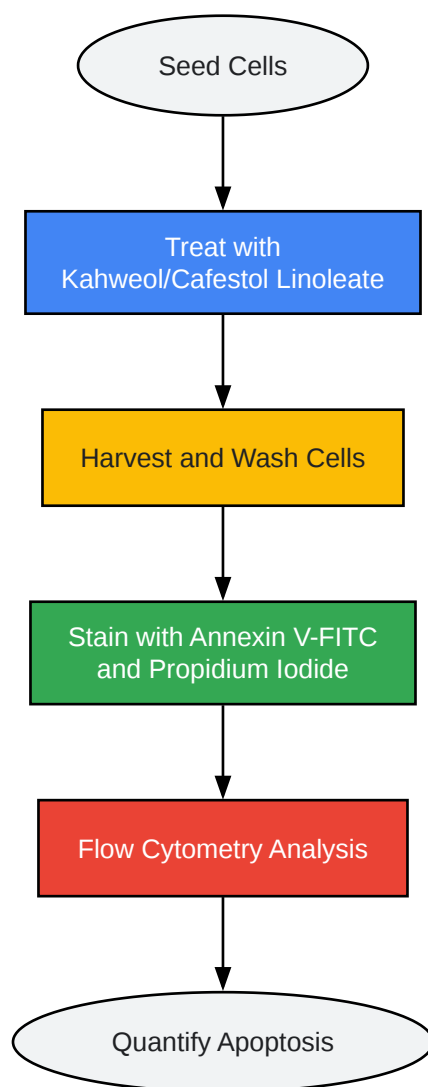 Seed Cells
Treat with
Kahweol/Cafestol Linoleate
Harvest and Wash Cells
Stain with Annexin V-FITC
and Propidium Iodide
Flow Cytometry Analysis
Quantify Apoptosis